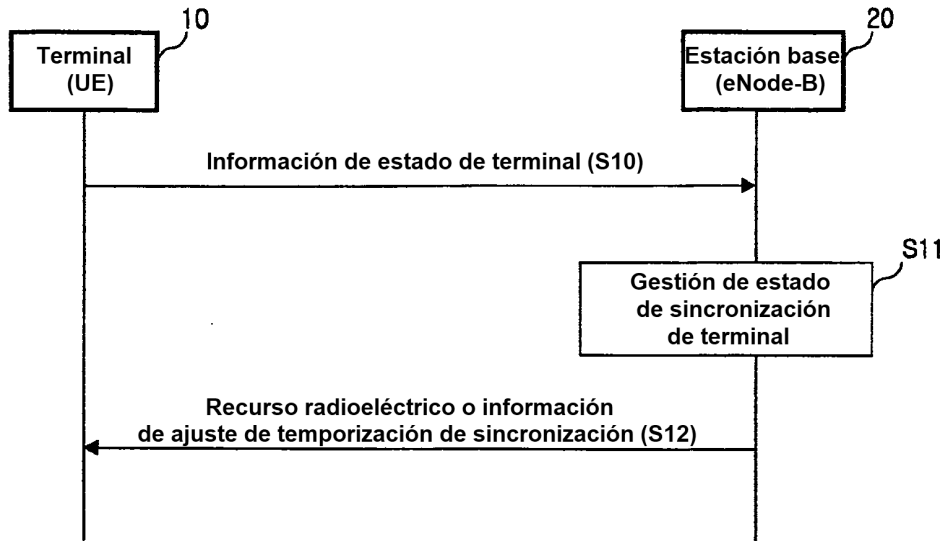 10
20
Terminal
(UE)
Estación base
(eNode-B)
Información de estado de terminal (S10)
S11
Gestión de estado
de sincronización
de terminal
Recurso radioeléctrico o información
de ajuste de temporización de sincronización (S12)